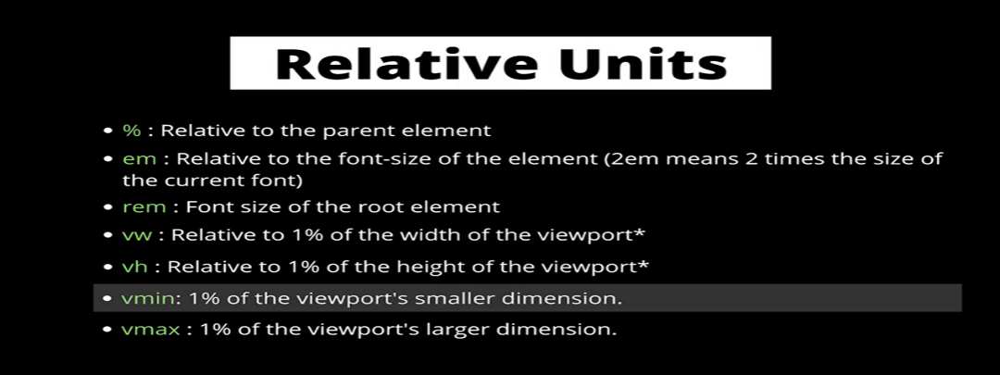 Relative Units
• % : Relative to the parent element
• em : Relative to the font-size of the element (2em means 2 times the size of
the current font)
• rem : Font size of the root element
• vw : Relative to 1% of the width of the viewport*
• vh : Relative to 1% of the height of the viewport*
• vmin: 1% of the viewport's smaller dimension.
• vmax : 1% of the viewport's larger dimension.